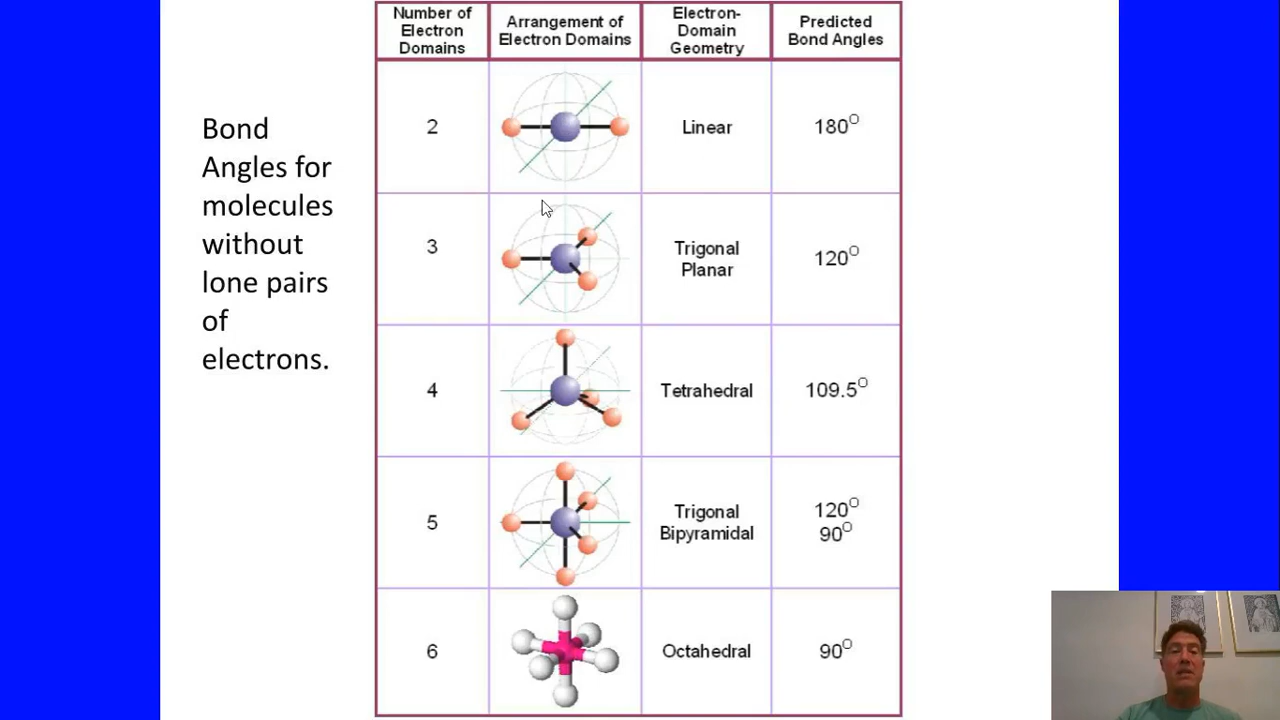 Bond
Angles for
molecules
without
lone pairs
of
electrons.
Number of
Electron
Domains
Arrangement of
Electron Domains
Electron-
Domain
Geometry
Predicted
Bond Angles
2
Linear
180°
3
Trigonal
Planar
120°
4
Tetrahedral
109.5°
5
Trigonal
Bipyramidal
120°
90°
6
Octahedral
90°